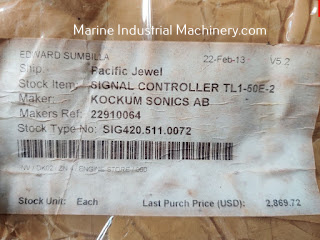 Marine Industrial Machinery.com
EDWARD SUMBILLA 22-Feb-13 V5.2
Ship: Pacific Jewel
Stock Item: SIGNAL CONTROLLER TL1-50E-2
Maker: KOCKUM SONICS AB
Makers Ref: 22910064
Stock Type No: SIG420.511.0072
Stock Unit: Each Last Purch Price (USD): 2,869.72